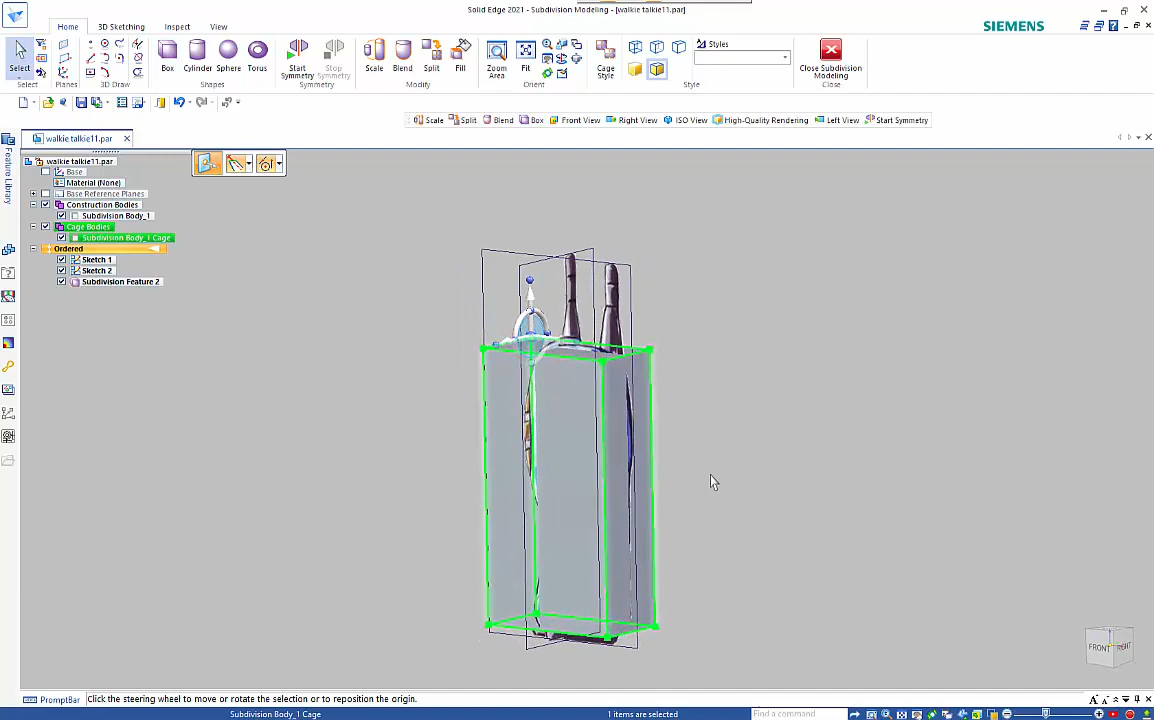 Solid Edge 2021 - Subdivision Modeling - [walkie talkie11.par]
Home 3D Sketching Inspect View
SIEMENS
Select
Box Cylinder Sphere Torus
Start Symmetry
Stop Symmetry
Scale Blend Split Fill
Zoom Area
Fit
Cage Style
Styles
Close Subdivision Modeling
Select Planes 3D Draw Shapes Symmetry Modify Orient Style Close
Scale Split Blend Box Front View Right View ISO View High-Quality Rendering Left View Start Symmetry
walkie talkie11.par
Feature Library
walkie talkie11.par
Base
Material (None)
Base Reference Planes
Construction Bodies
Subdivision Body_1
Cage Bodies
Subdivision Body_1 Cage
Ordered
Sketch 1
Sketch 2
Subdivision Feature 2
FRONT RIGHT
PromptBar Click the steering wheel to move or rotate the selection or to reposition the origin.
Subdivision Body_1 Cage 1 items are selected Find a command